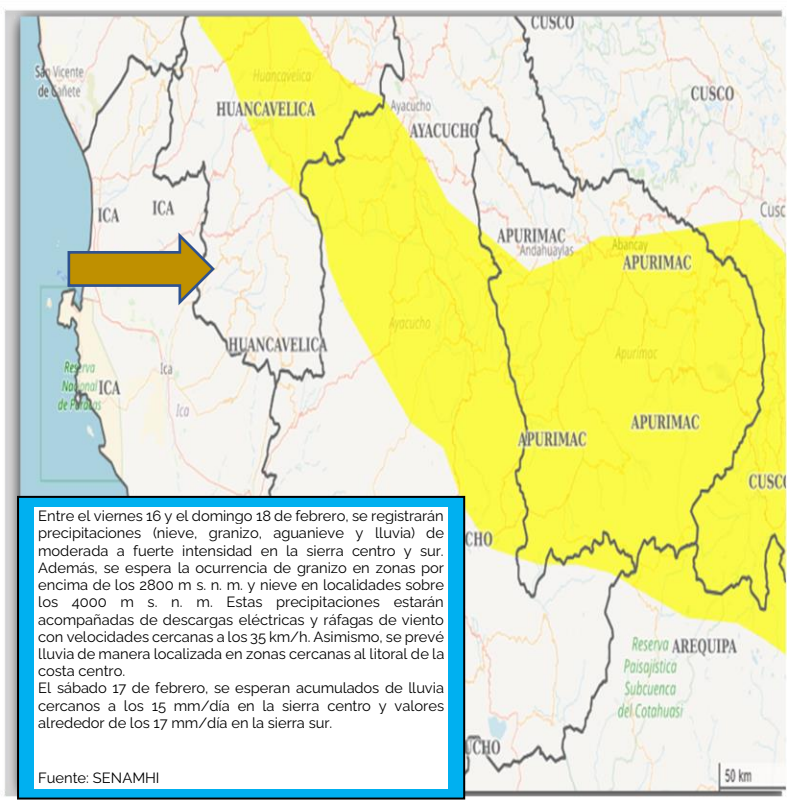 CUSCO
San Vicente
de Cañete
Huancavelica
CUSCO
HUANCAVELICA
Ayacucho
AYACUCHO
ICA
ICA
Cusc
APURIMAC
Andahuaylas
Abancay
APURIMAC
Ayacucho
HUANCAVELICA
Apurímac
Reserva
Nacional
de Paracas
ICA
Ica
Ica
APURIMAC
APURIMAC
CUSCO
CHO
Entre el viernes 16 y el domingo 18 de febrero, se registrarán
precipitaciones (nieve, granizo, aguanieve y lluvia) de
moderada a fuerte intensidad en la sierra centro y sur.
Además, se espera la ocurrencia de granizo en zonas por
encima de los 2800 m s. n. m. y nieve en localidades sobre
los 4000 m s. n. m. Estas precipitaciones estarán
acompañadas de descargas eléctricas y ráfagas de viento
con velocidades cercanas a los 35 km/h. Asimismo, se prevé
lluvia de manera localizada en zonas cercanas al litoral de la
costa centro.
El sábado 17 de febrero, se esperan acumulados de lluvia
cercanos a los 15 mm/día en la sierra centro y valores
alrededor de los 17 mm/día en la sierra sur.
Fuente: SENAMHI
Reserva
Paisajística
Subcuenca
del Cotahuasi
AREQUIPA
UCHO
50 km